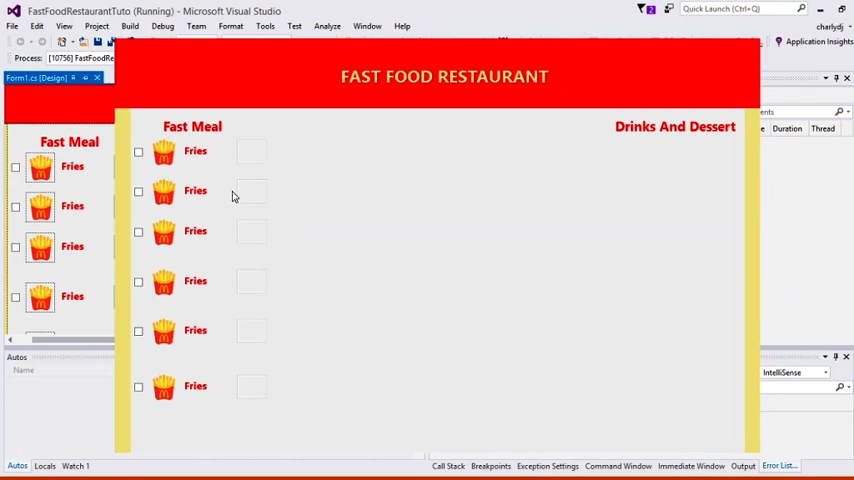 FastFoodRestaurantTuto (Running) - Microsoft Visual Studio
2
Quick Launch (Ctrl+Q)
File Edit View Project Build Debug Team Format Tools Test Analyze Window Help
charlydj
Application Insights
Process: [10756] FastFoodRe
FAST FOOD RESTAURANT
Form1.cs [Design]
Duration Thread
Fast Meal
Fries
Fries
Fries
Fries
Fast Meal
Drinks And Dessert
Fries
Fries
Fries
Fries
Fries
Fries
Autos
Name
IntelliSense
Autos Locals Watch 1
Call Stack Breakpoints Exception Settings Command Window Immediate Window Output Error List...